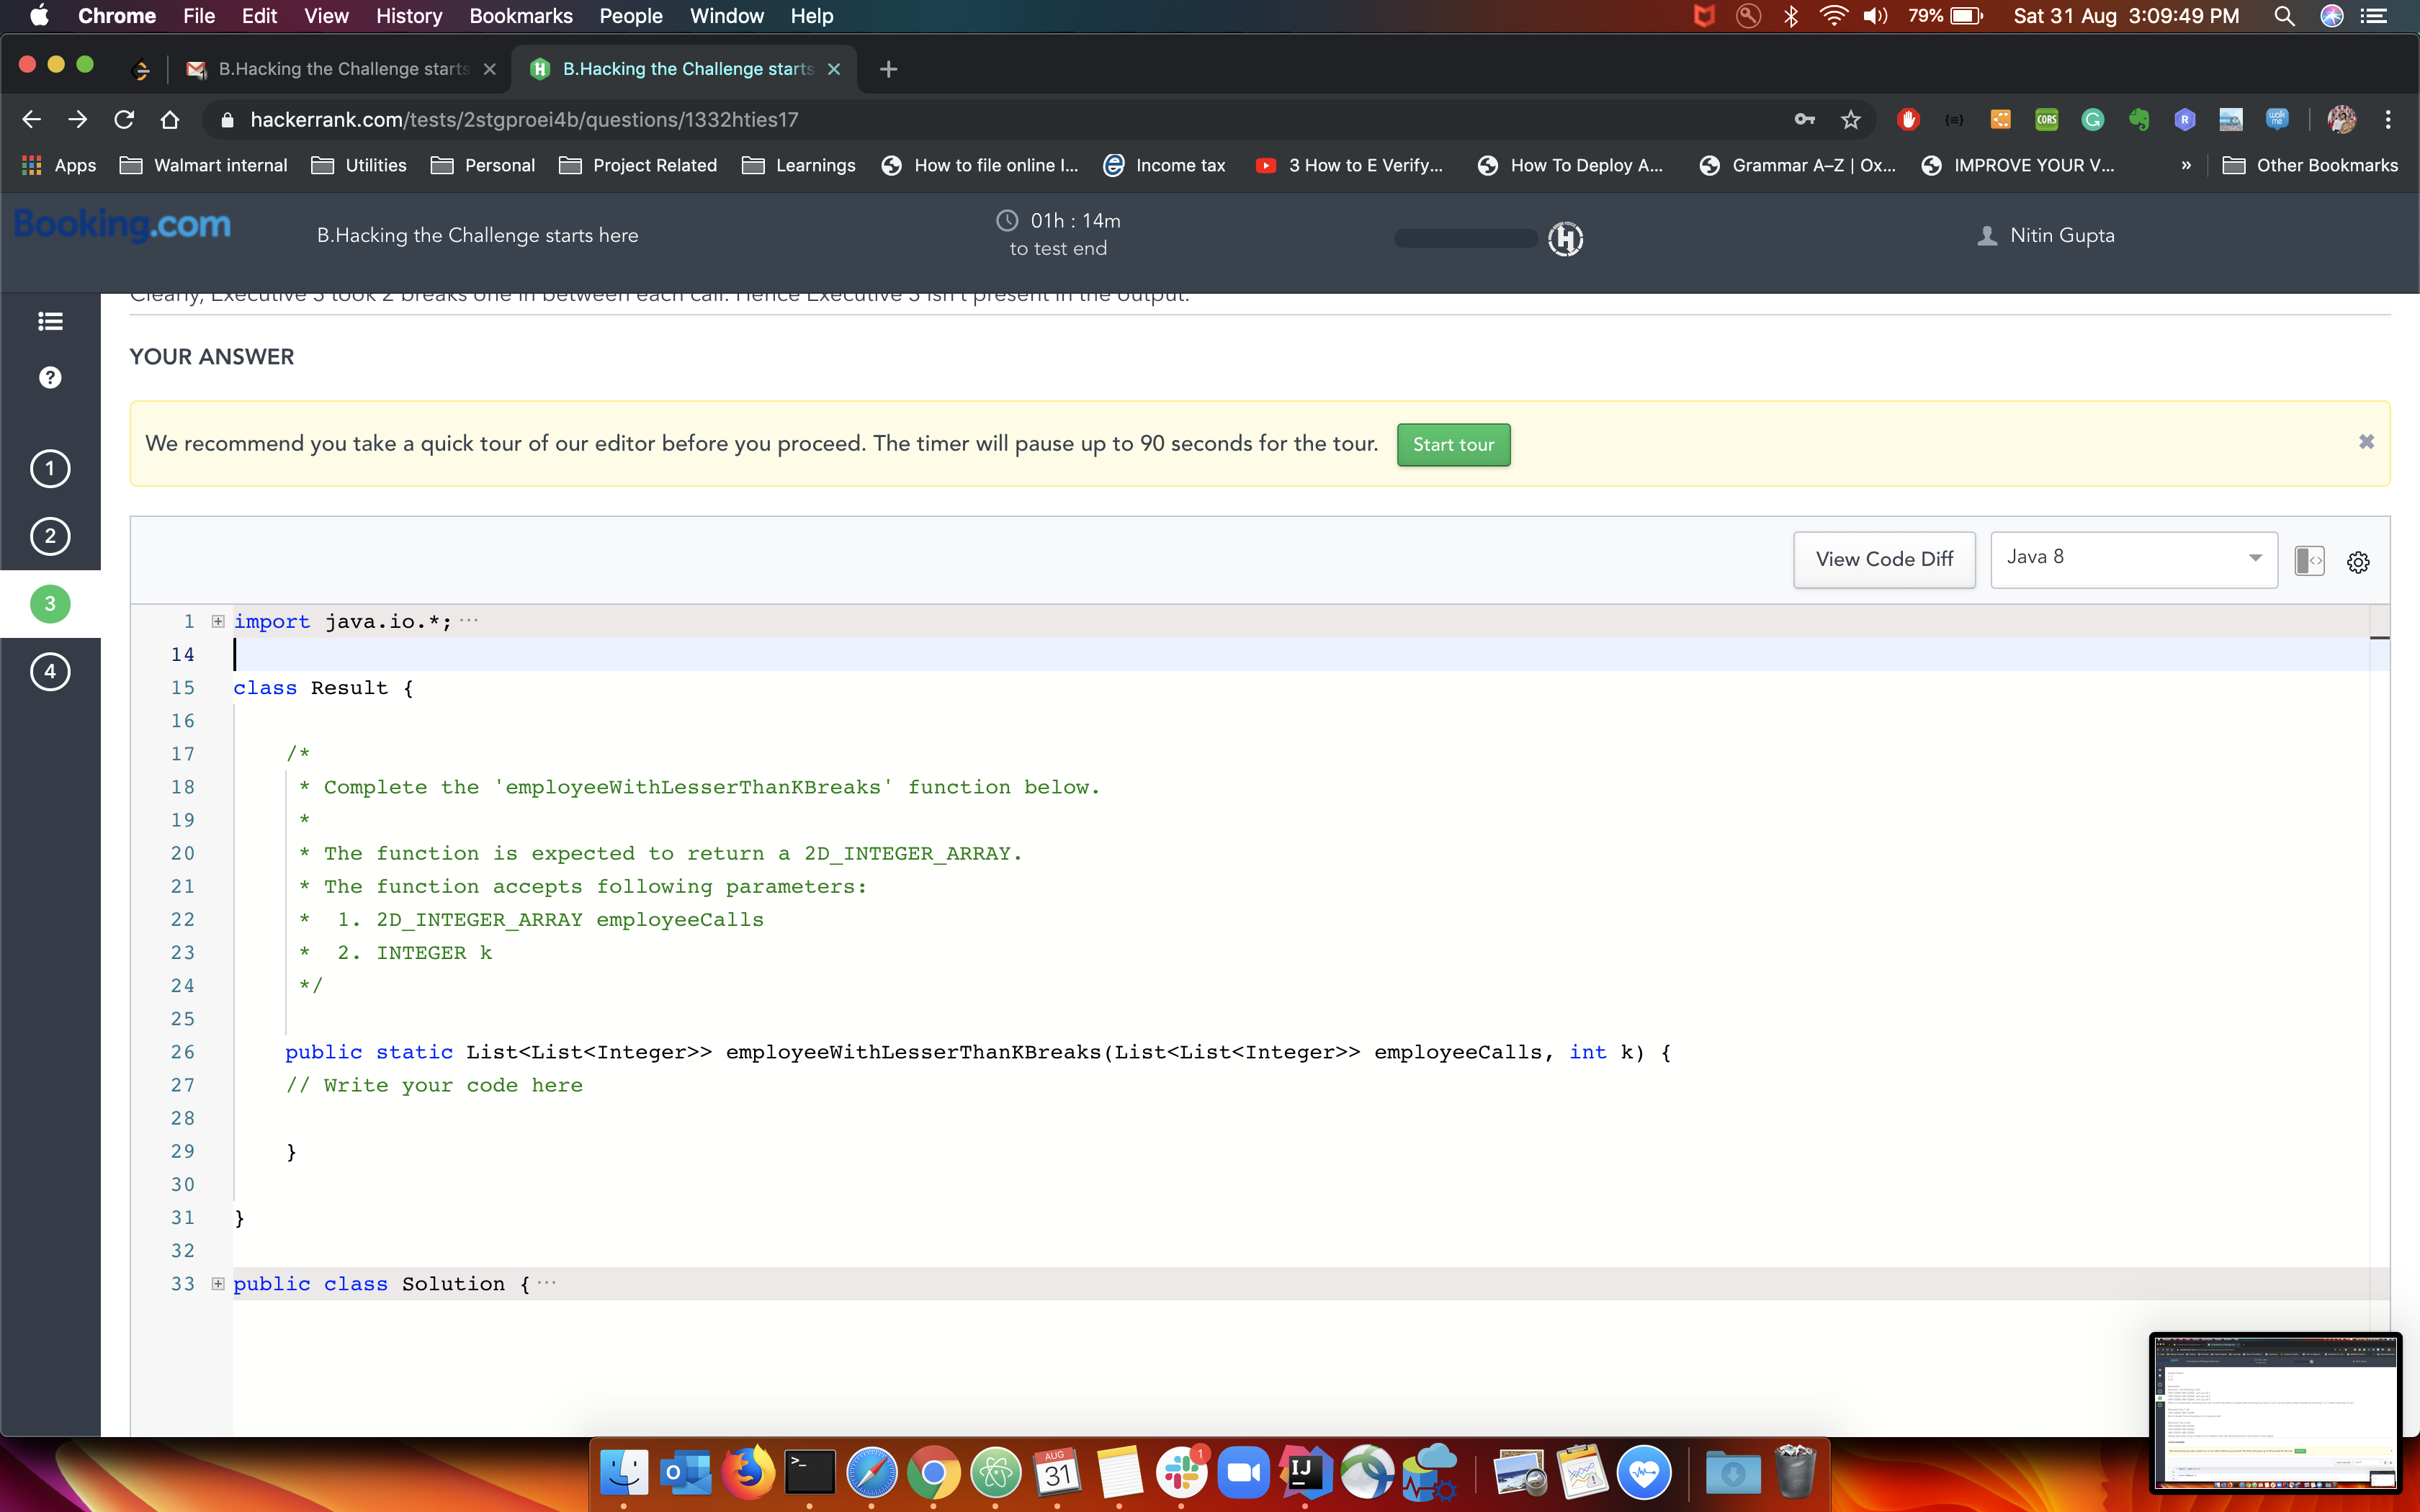 Chrome File Edit View History Bookmarks People Window Help 79% Sat 31 Aug 3:09:49 PM
B.Hacking the Challenge starts B.Hacking the Challenge starts
hackerrank.com/tests/2stgproei4b/questions/1332hties17
Apps Walmart internal Utilities Personal Project Related Learnings How to file online I... Income tax 3 How to E Verify... How To Deploy A... Grammar A–Z | Ox... IMPROVE YOUR V... » Other Bookmarks
Booking.com B.Hacking the Challenge starts here 01h : 14m Nitin Gupta
to test end
Clearly, Executive 3 took 2 breaks one in between each call. Hence Executive 3 isn't present in the output.
YOUR ANSWER
We recommend you take a quick tour of our editor before you proceed. The timer will pause up to 90 seconds for the tour. Start tour
1
2
3
4
View Code Diff Java 8
1 import java.io.*; ...
14
15 class Result {
16
17 /*
18 * Complete the 'employeeWithLesserThanKBreaks' function below.
19 *
20 * The function is expected to return a 2D_INTEGER_ARRAY.
21 * The function accepts following parameters:
22 * 1. 2D_INTEGER_ARRAY employeeCalls
23 * 2. INTEGER k
24 */
25
26 public static List<List<Integer>> employeeWithLesserThanKBreaks(List<List<Integer>> employeeCalls, int k) {
27 // Write your code here
28
29 }
30
31 }
32
33 public class Solution { ...
AUG
31
1
IJ